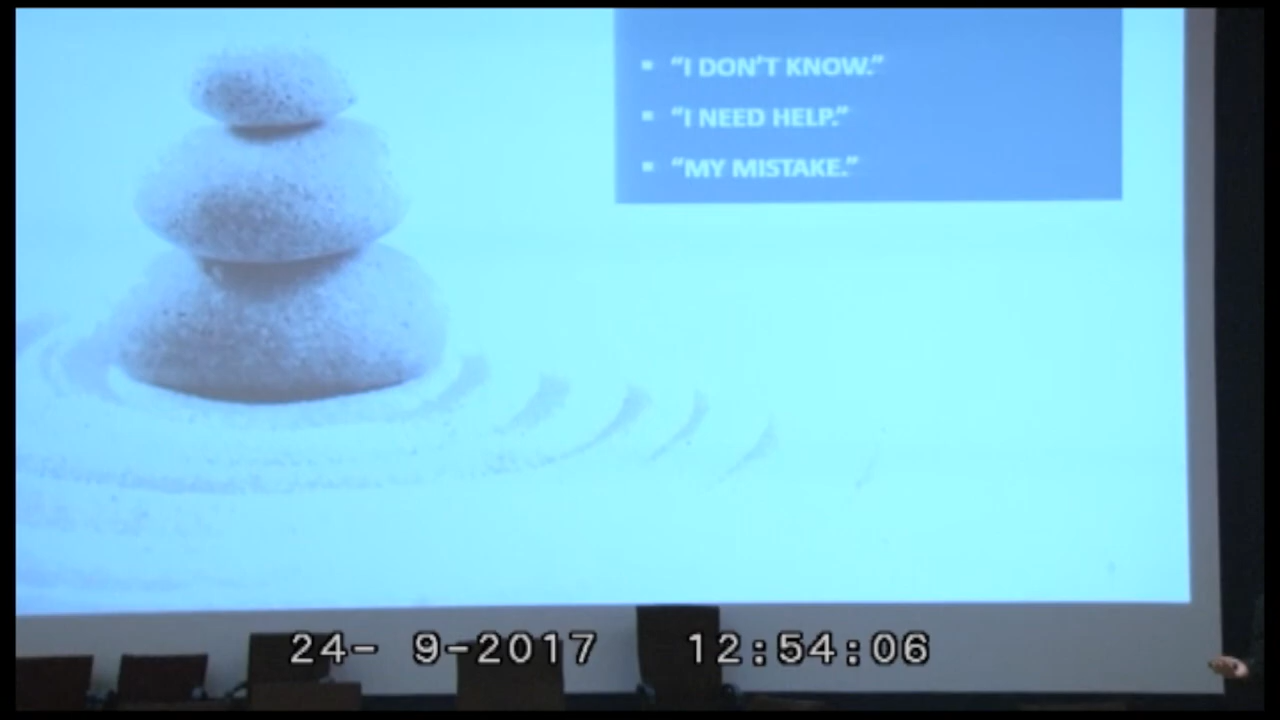 ▪ “I DON’T KNOW.”
▪ “I NEED HELP.”
▪ “MY MISTAKE.”
24- 9-2017 12:54:06